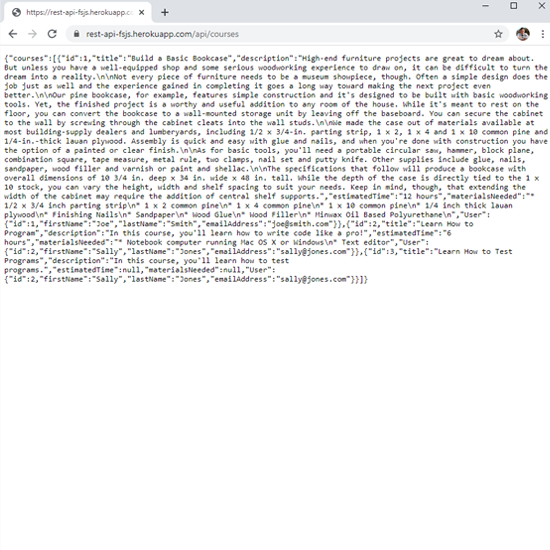 https://rest-api-fsjs.herokuapp.co
rest-api-fsjs.herokuapp.com/api/courses
{"courses":[{"id":1,"title":"Build a Basic Bookcase","description":"High-end furniture projects are great to dream about.
But unless you have a well-equipped shop and some serious woodworking experience to draw on, it can be difficult to turn the
dream into a reality.\n\nNot every piece of furniture needs to be a museum showpiece, though. Often a simple design does the
job just as well and the experience gained in completing it goes a long way toward making the next project even
better.\n\nOur pine bookcase, for example, features simple construction and it's designed to be built with basic woodworking
tools. Yet, the finished project is a worthy and useful addition to any room of the house. While it's meant to rest on the
floor, you can convert the bookcase to a wall-mounted storage unit by leaving off the baseboard. You can secure the cabinet
to the wall by screwing through the cabinet cleats into the wall studs.\n\nWe made the case out of materials available at
most building-supply dealers and lumberyards, including 1/2 x 3/4-in. parting strip, 1 x 2, 1 x 4 and 1 x 10 common pine and
1/4-in.-thick lauan plywood. Assembly is quick and easy with glue and nails, and when you're done with construction you have
the option of a painted or clear finish.\n\nAs for basic tools, you'll need a portable circular saw, hammer, block plane,
combination square, tape measure, metal rule, two clamps, nail set and putty knife. Other supplies include glue, nails,
sandpaper, wood filler and varnish or paint and shellac.\n\nThe specifications that follow will produce a bookcase with
overall dimensions of 10 3/4 in. deep x 34 in. wide x 48 in. tall. While the depth of the case is directly tied to the 1 x
10 stock, you can vary the height, width and shelf spacing to suit your needs. Keep in mind, though, that extending the
width of the cabinet may require the addition of central shelf supports.","estimatedTime":"12 hours","materialsNeeded":"*
1/2 x 3/4 inch parting strip\n* 1 x 2 common pine\n* 1 x 4 common pine\n* 1 x 10 common pine\n* 1/4 inch thick lauan
plywood\n* Finishing Nails\n* Sandpaper\n* Wood Glue\n* Wood Filler\n* Minwax Oil Based Polyurethane\n","User":
{"id":1,"firstName":"Joe","lastName":"Smith","emailAddress":"joe@smith.com"}},{"id":2,"title":"Learn How to
Program","description":"In this course, you'll learn how to write code like a pro!","estimatedTime":"6
hours","materialsNeeded":"* Notebook computer running Mac OS X or Windows\n* Text editor","User":
{"id":2,"firstName":"Sally","lastName":"Jones","emailAddress":"sally@jones.com"}},{"id":3,"title":"Learn How to Test
Programs","description":"In this course, you'll learn how to test
programs.","estimatedTime":null,"materialsNeeded":null,"User":
{"id":2,"firstName":"Sally","lastName":"Jones","emailAddress":"sally@jones.com"}}]}